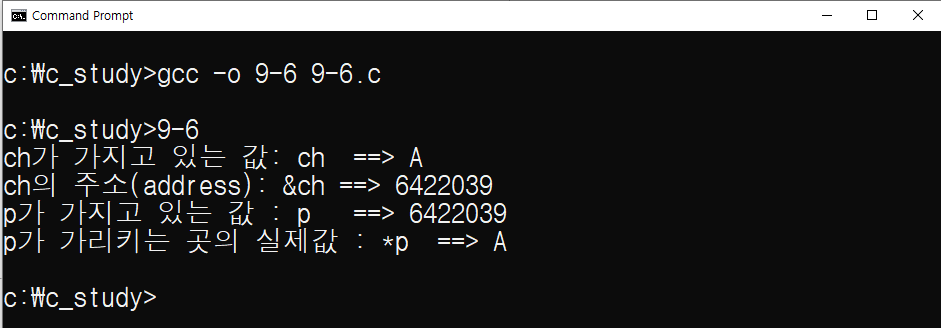 Command Prompt
c:₩c_study>gcc -o 9-6 9-6.c
c:₩c_study>9-6
ch가 가지고 있는 값: ch  ==> A
ch의 주소(address): &ch ==> 6422039
p가 가지고 있는 값 : p   ==> 6422039
p가 가리키는 곳의 실제값 : *p  ==> A
c:₩c_study>